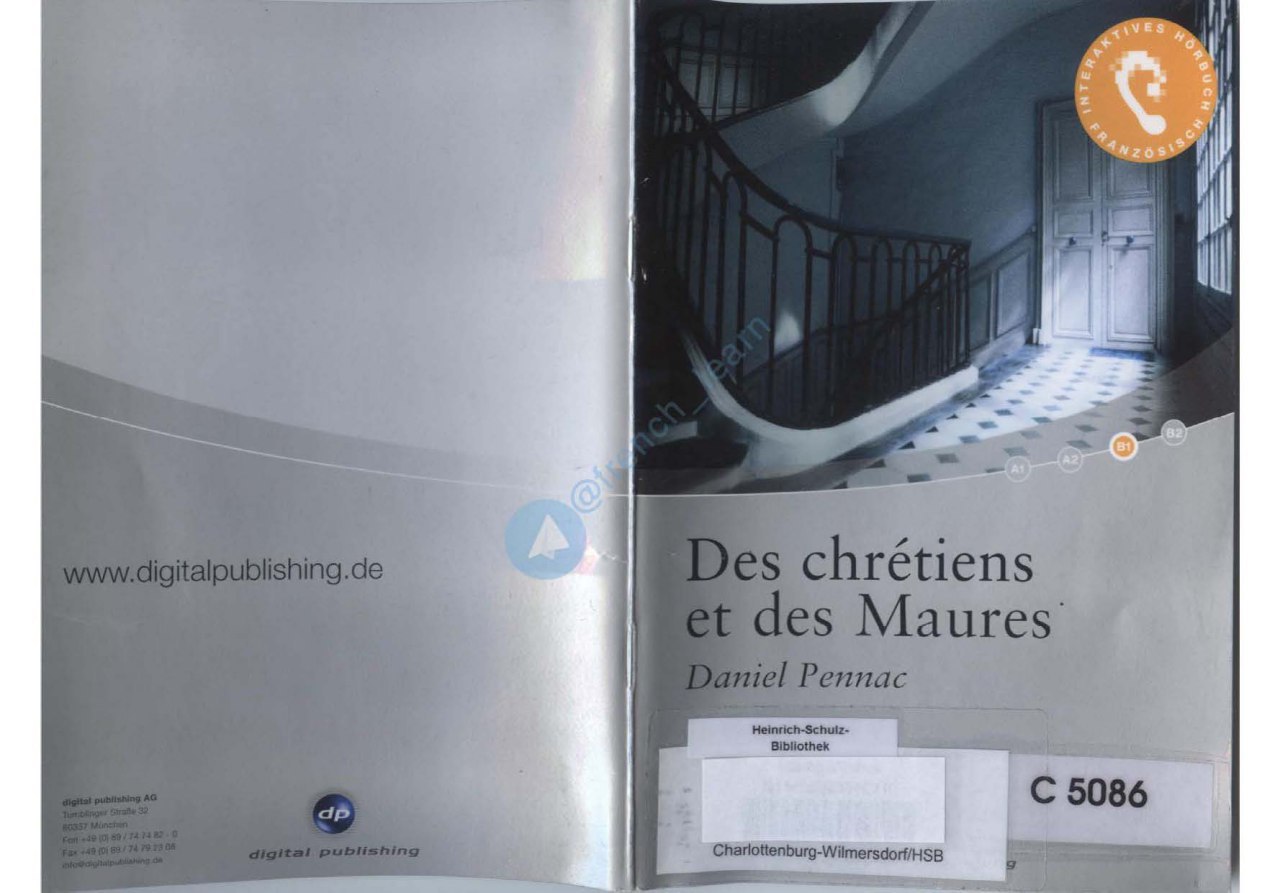 www.digitalpublishing.de
digital publishing AG
Tumblinger Straße 32
80337 München
Fon +49 (0) 89 / 74 74 82 - 0
Fax +49 (0) 89 / 74 79 23 08
info@digitalpublishing.de
dp
digital publishing
@french_team
INTERAKTIVES HÖRBUCH
FRANZÖSISCH
A1
A2
B1
B2
Des chrétiens
et des Maures
Daniel Pennac
Heinrich-Schulz-
Bibliothek
C 5086
Charlottenburg-Wilmersdorf/HSB